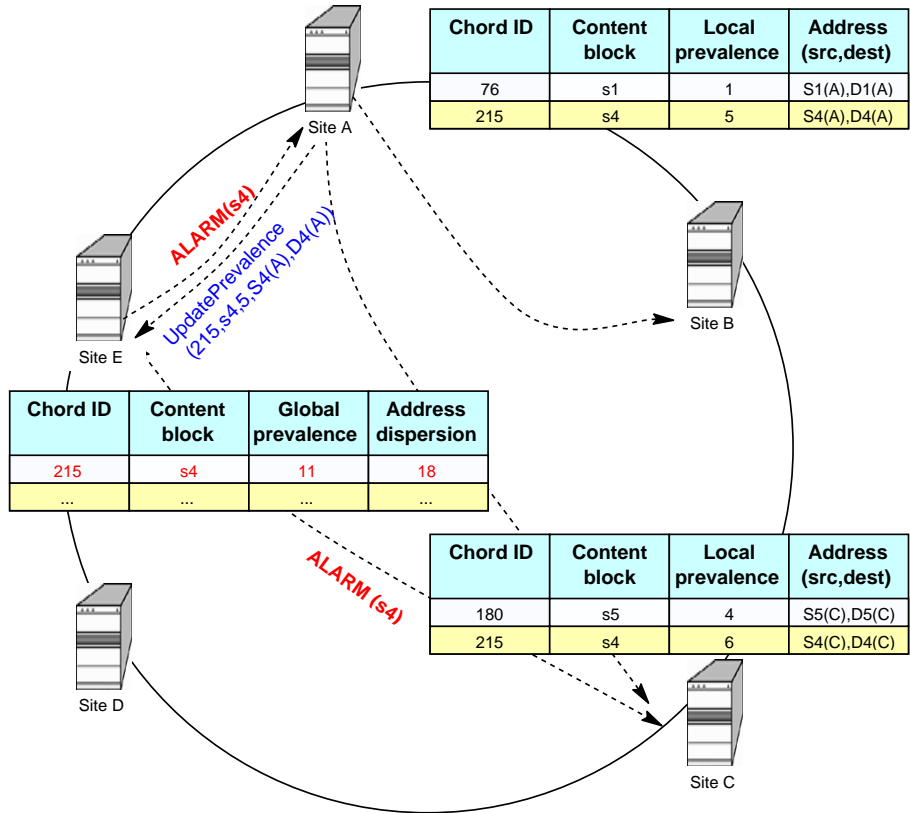 Chord ID Content block Local prevalence Address (src,dest)
76 s1 1 S1(A),D1(A)
215 s4 5 S4(A),D4(A)
Site A
ALARM(s4)
UpdatePrevalence
(215,s4,5,S4(A),D4(A))
Site B
Site E
Chord ID Content block Global prevalence Address dispersion
215 s4 11 18
... ... ... ...
ALARM (s4)
Chord ID Content block Local prevalence Address (src,dest)
180 s5 4 S5(C),D5(C)
215 s4 6 S4(C),D4(C)
Site D
Site C